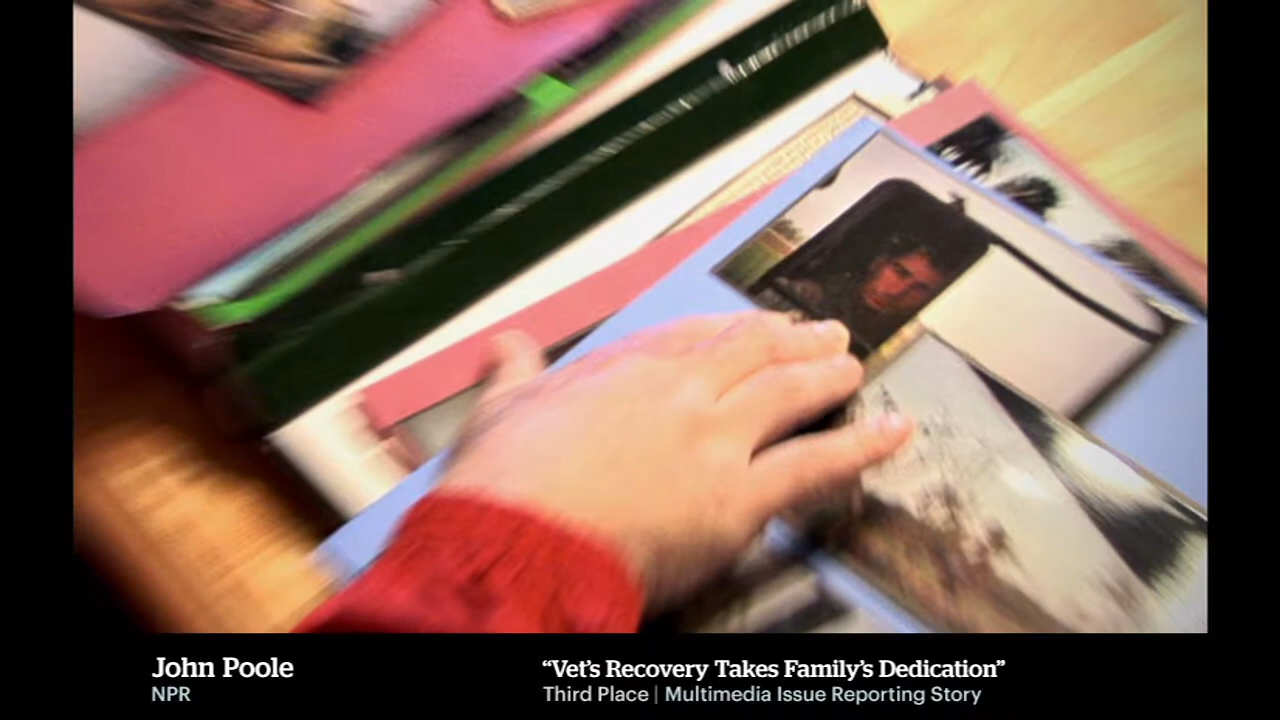 John Poole
NPR
“Vet’s Recovery Takes Family’s Dedication”
Third Place | Multimedia Issue Reporting Story